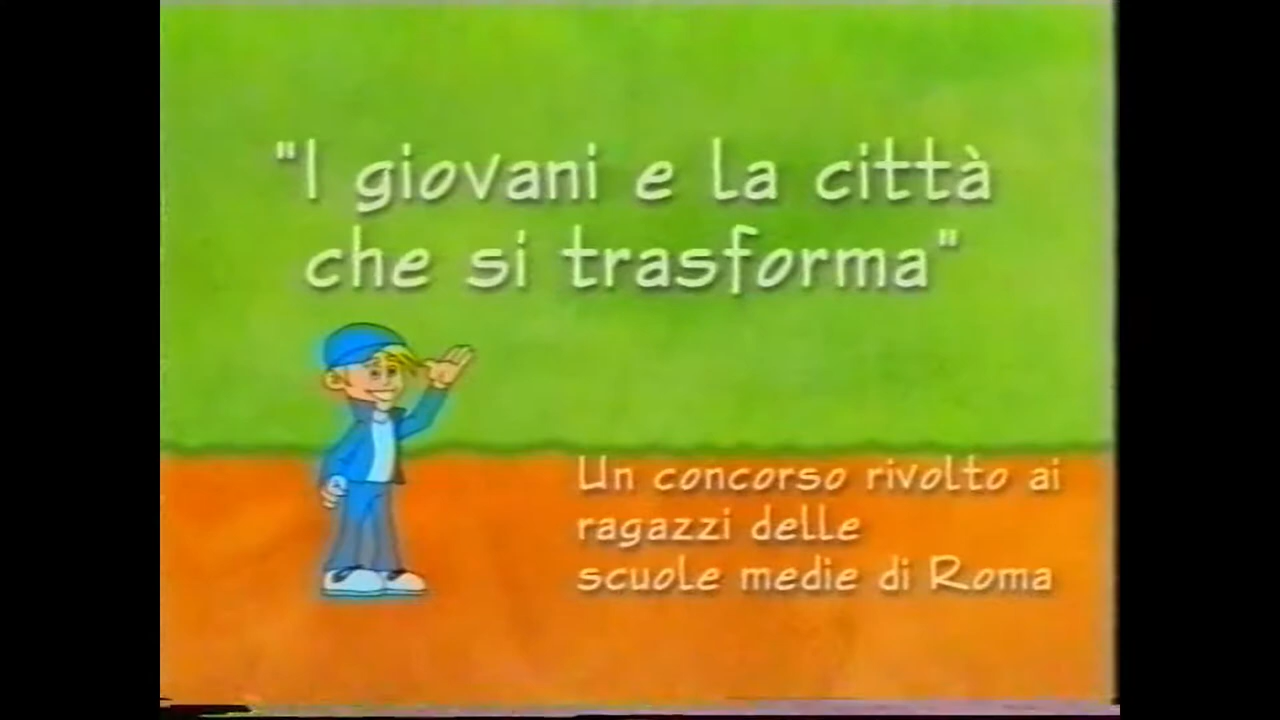 "I giovani e la città
che si trasforma"
Un concorso rivolto ai
ragazzi delle
scuole medie di Roma